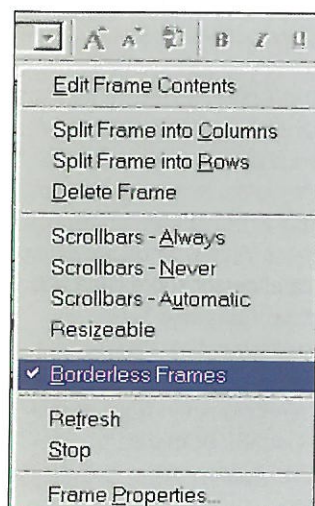 A A B I U
Edit Frame Contents
Split Frame into Columns
Split Frame into Rows
Delete Frame
Scrollbars - Always
Scrollbars - Never
Scrollbars - Automatic
Resizeable
Borderless Frames
Refresh
Stop
Frame Properties...